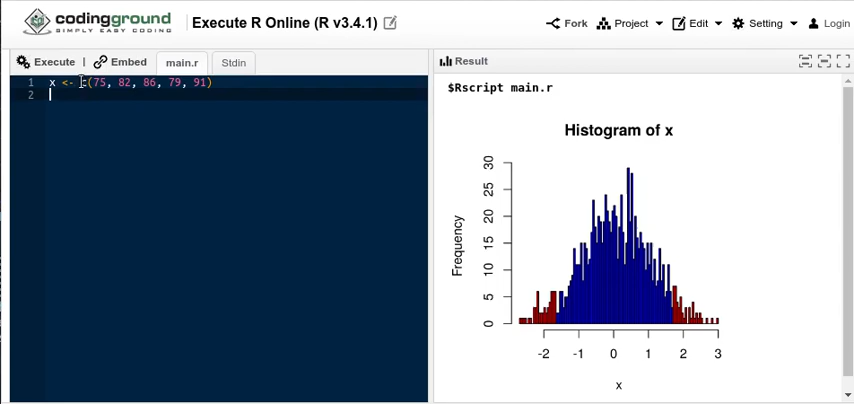 codingground
SIMPLY EASY CODING
Execute R Online (R v3.4.1)
Fork Project Edit Setting Login
Execute | Embed main.r Stdin
Result
1 x <- c(75, 82, 86, 79, 91)
2
$Rscript main.r
Histogram of x
Frequency
30
25
20
15
10
5
0
-2 -1 0 1 2 3
x